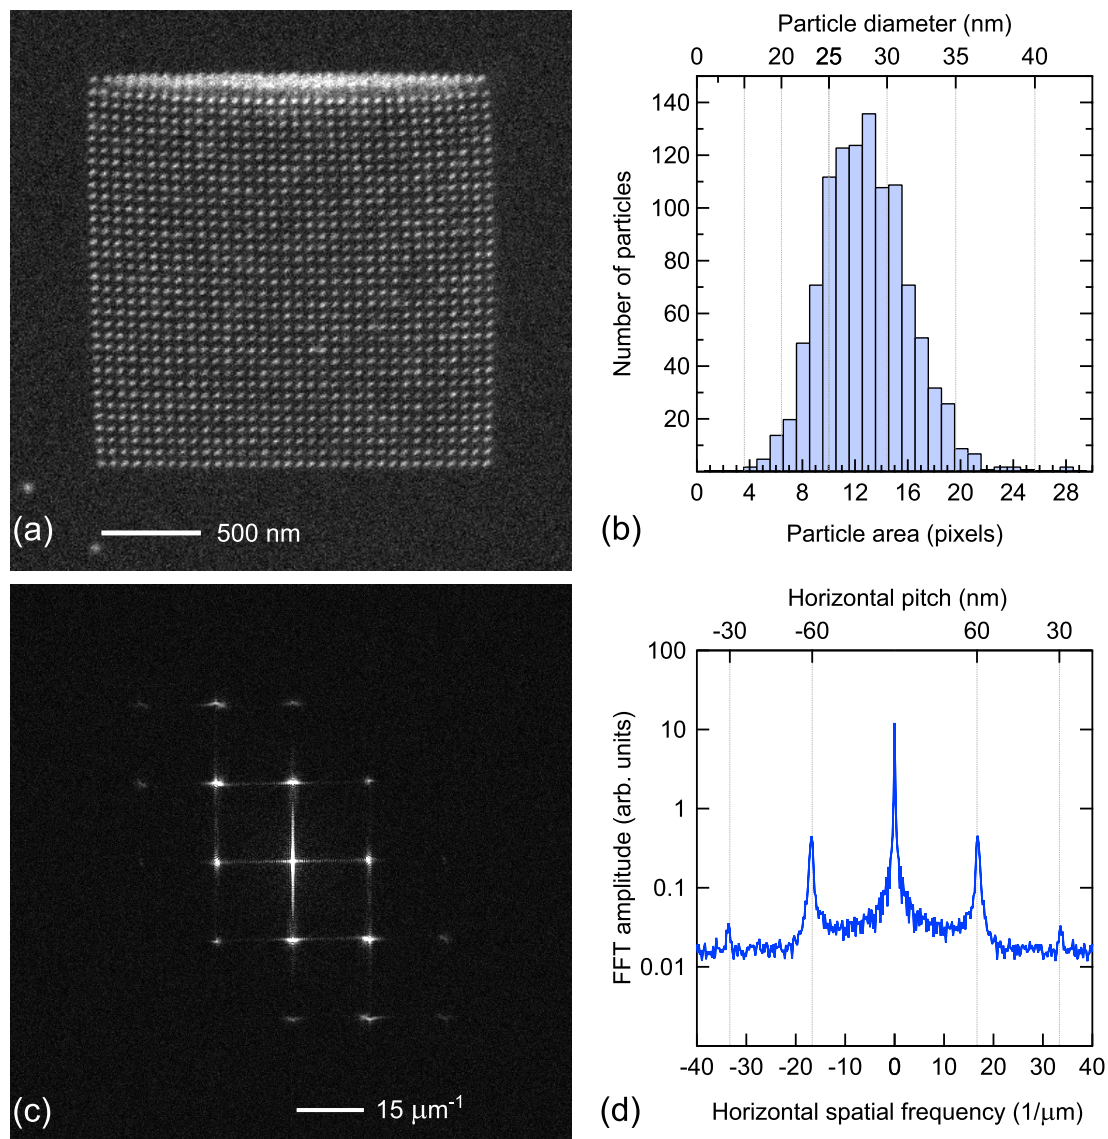 (a)
500 nm
Particle diameter (nm)
0 20 25 30 35 40
Number of particles
140
120
100
80
60
40
20
0 4 8 12 16 20 24 28
Particle area (pixels)
(b)
(c)
15 μm-1
Horizontal pitch (nm)
-30 -60 60 30
FFT amplitude (arb. units)
100
10
1
0.1
0.01
-40 -30 -20 -10 0 10 20 30 40
Horizontal spatial frequency (1/μm)
(d)